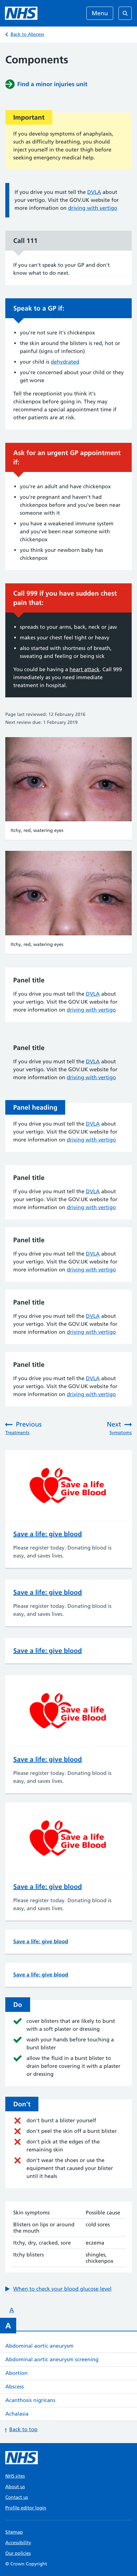 NHS
Menu
Back to Abscess
Components
Find a minor injuries unit
Important
If you develop symptoms of anaphylaxis,
such as difficulty breathing, you should
inject yourself in the outer thigh before
seeking emergency medical help.
If you drive you must tell the DVLA about
your vertigo. Visit the GOV.UK website for
more information on driving with vertigo
Call 111
If you can't speak to your GP and don't
know what to do next.
Speak to a GP if:
you're not sure it's chickenpox
the skin around the blisters is red, hot or
painful (signs of infection)
your child is dehydrated
you're concerned about your child or they
get worse
Tell the receptionist you think it's
chickenpox before going in. They may
recommend a special appointment time if
other patients are at risk.
Ask for an urgent GP appointment
if:
you're an adult and have chickenpox
you're pregnant and haven't had
chickenpox before and you've been near
someone with it
you have a weakened immune system
and you've been near someone with
chickenpox
you think your newborn baby has
chickenpox
Call 999 if you have sudden chest
pain that:
spreads to your arms, back, neck or jaw
makes your chest feel tight or heavy
also started with shortness of breath,
sweating and feeling or being sick
You could be having a heart attack. Call 999
immediately as you need immediate
treatment in hospital.
Page last reviewed: 12 February 2016
Next review due: 1 February 2019
Itchy, red, watering eyes
Itchy, red, watering eyes
Panel title
If you drive you must tell the DVLA about
your vertigo. Visit the GOV.UK website for
more information on driving with vertigo
Panel title
If you drive you must tell the DVLA about
your vertigo. Visit the GOV.UK website for
more information on driving with vertigo
Panel heading
If you drive you must tell the DVLA about
your vertigo. Visit the GOV.UK website for
more information on driving with vertigo
Panel title
If you drive you must tell the DVLA about
your vertigo. Visit the GOV.UK website for
more information on driving with vertigo
Panel title
If you drive you must tell the DVLA about
your vertigo. Visit the GOV.UK website for
more information on driving with vertigo
Panel title
If you drive you must tell the DVLA about
your vertigo. Visit the GOV.UK website for
more information on driving with vertigo
Panel title
If you drive you must tell the DVLA about
your vertigo. Visit the GOV.UK website for
more information on driving with vertigo
Previous
Treatments
Next
Symptoms
Save a life
Give Blood
Save a life: give blood
Please register today. Donating blood is
easy, and saves lives.
Save a life: give blood
Please register today. Donating blood is
easy, and saves lives.
Save a life: give blood
Save a life
Give Blood
Save a life: give blood
Please register today. Donating blood is
easy, and saves lives.
Save a life
Give Blood
Save a life: give blood
Please register today. Donating blood is
easy, and saves lives.
Save a life: give blood
Save a life: give blood
Do
cover blisters that are likely to burst
with a soft plaster or dressing
wash your hands before touching a
burst blister
allow the fluid in a burst blister to
drain before covering it with a plaster
or dressing
Don't
don't burst a blister yourself
don't peel the skin off a burst blister
don't pick at the edges of the
remaining skin
don't wear the shoes or use the
equipment that caused your blister
until it heals
Skin symptoms Possible cause
Blisters on lips or around cold sores
the mouth
Itchy, dry, cracked, sore eczema
Itchy blisters shingles,
chickenpox
When to check your blood glucose level
A
A
Abdominal aortic aneurysm
Abdominal aortic aneurysm screening
Abortion
Abscess
Acanthosis nigricans
Achalasia
Back to top
NHS
NHS sites
About us
Contact us
Profile editor login
Sitemap
Accessibility
Our policies
© Crown Copyright